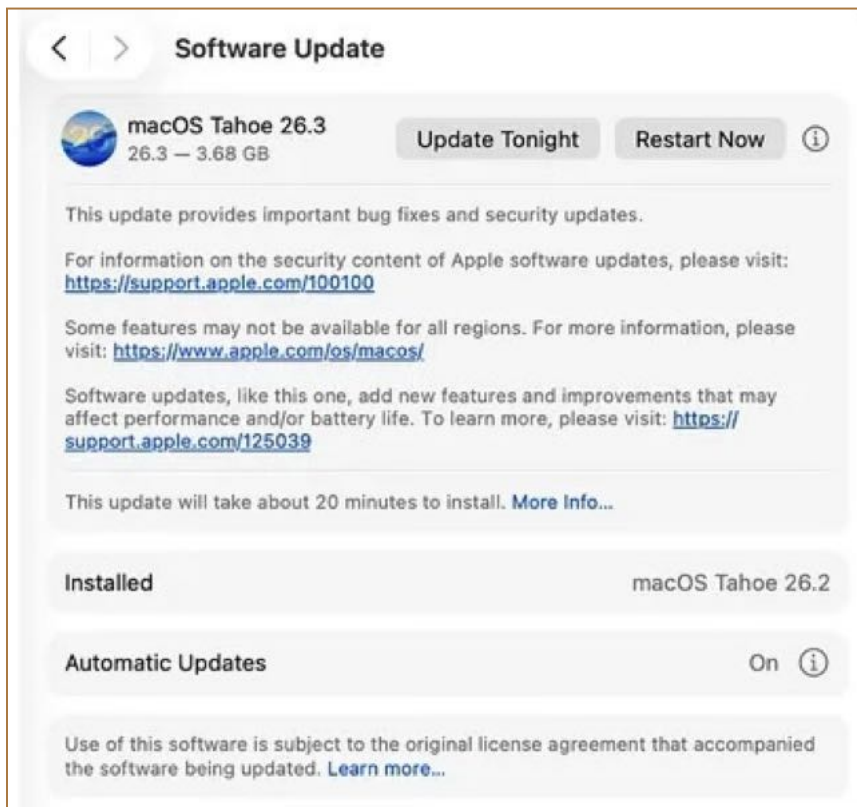 Software Update
macOS Tahoe 26.3
26.3 — 3.68 GB
Update Tonight
Restart Now
This update provides important bug fixes and security updates.
For information on the security content of Apple software updates, please visit:
https://support.apple.com/100100
Some features may not be available for all regions. For more information, please
visit: https://www.apple.com/os/macos/
Software updates, like this one, add new features and improvements that may
affect performance and/or battery life. To learn more, please visit: https://
support.apple.com/125039
This update will take about 20 minutes to install. More Info...
Installed
macOS Tahoe 26.2
Automatic Updates
On
Use of this software is subject to the original license agreement that accompanied
the software being updated. Learn more...